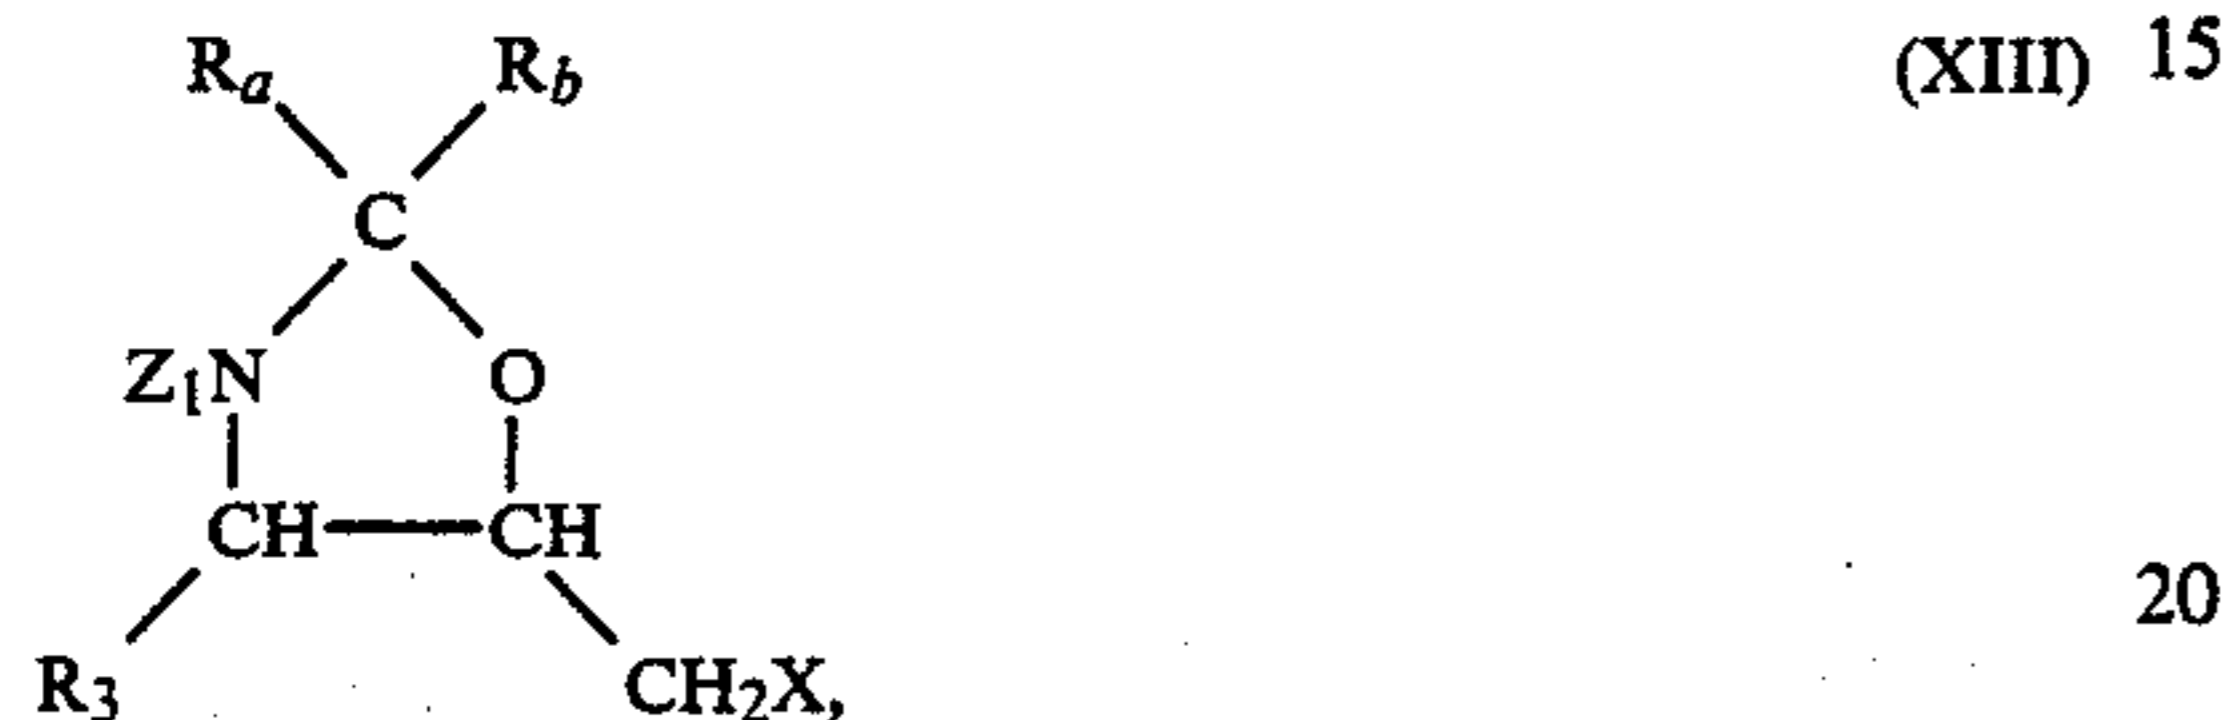 Ra Rb (XIII) 15
C
Z1N O
CH CH
20
R3 CH2X,